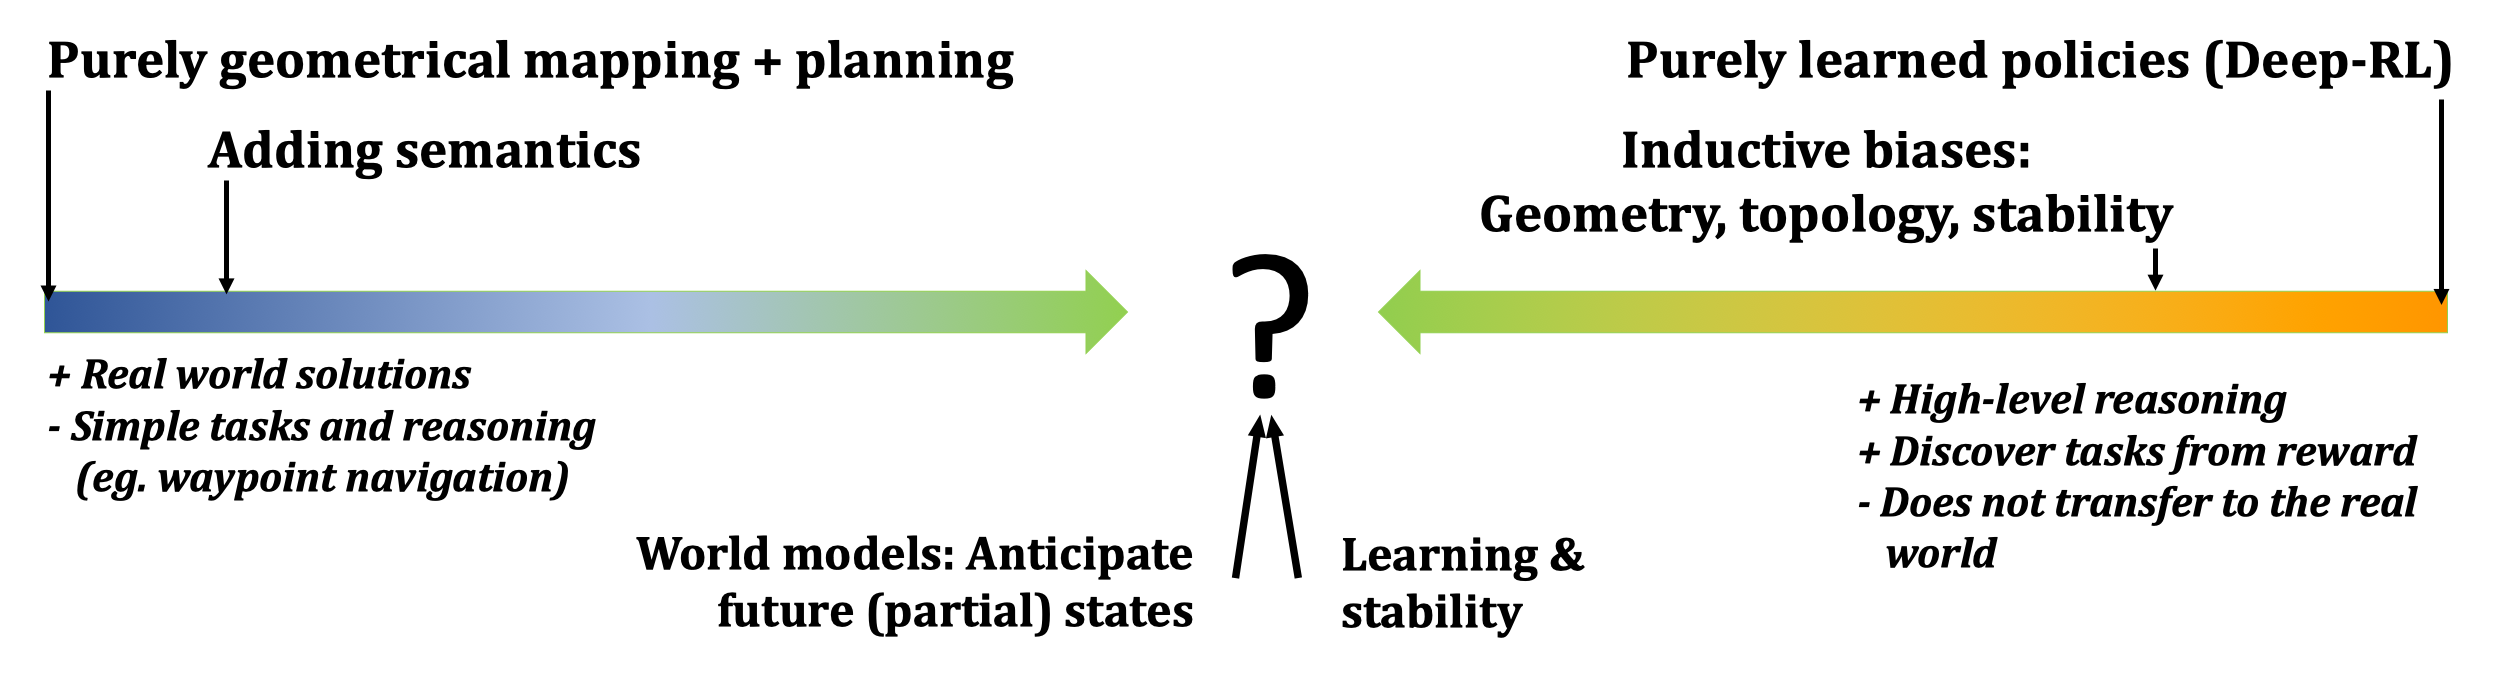 Purely geometrical mapping + planning
Purely learned policies (Deep-RL)
Adding semantics
Inductive biases:
Geometry, topology, stability
?
+ Real world solutions
- Simple tasks and reasoning
(eg. waypoint navigation)
+ High-level reasoning
+ Discover tasks from reward
- Does not transfer to the real
world
World models: Anticipate
future (partial) states
Learning &
stability